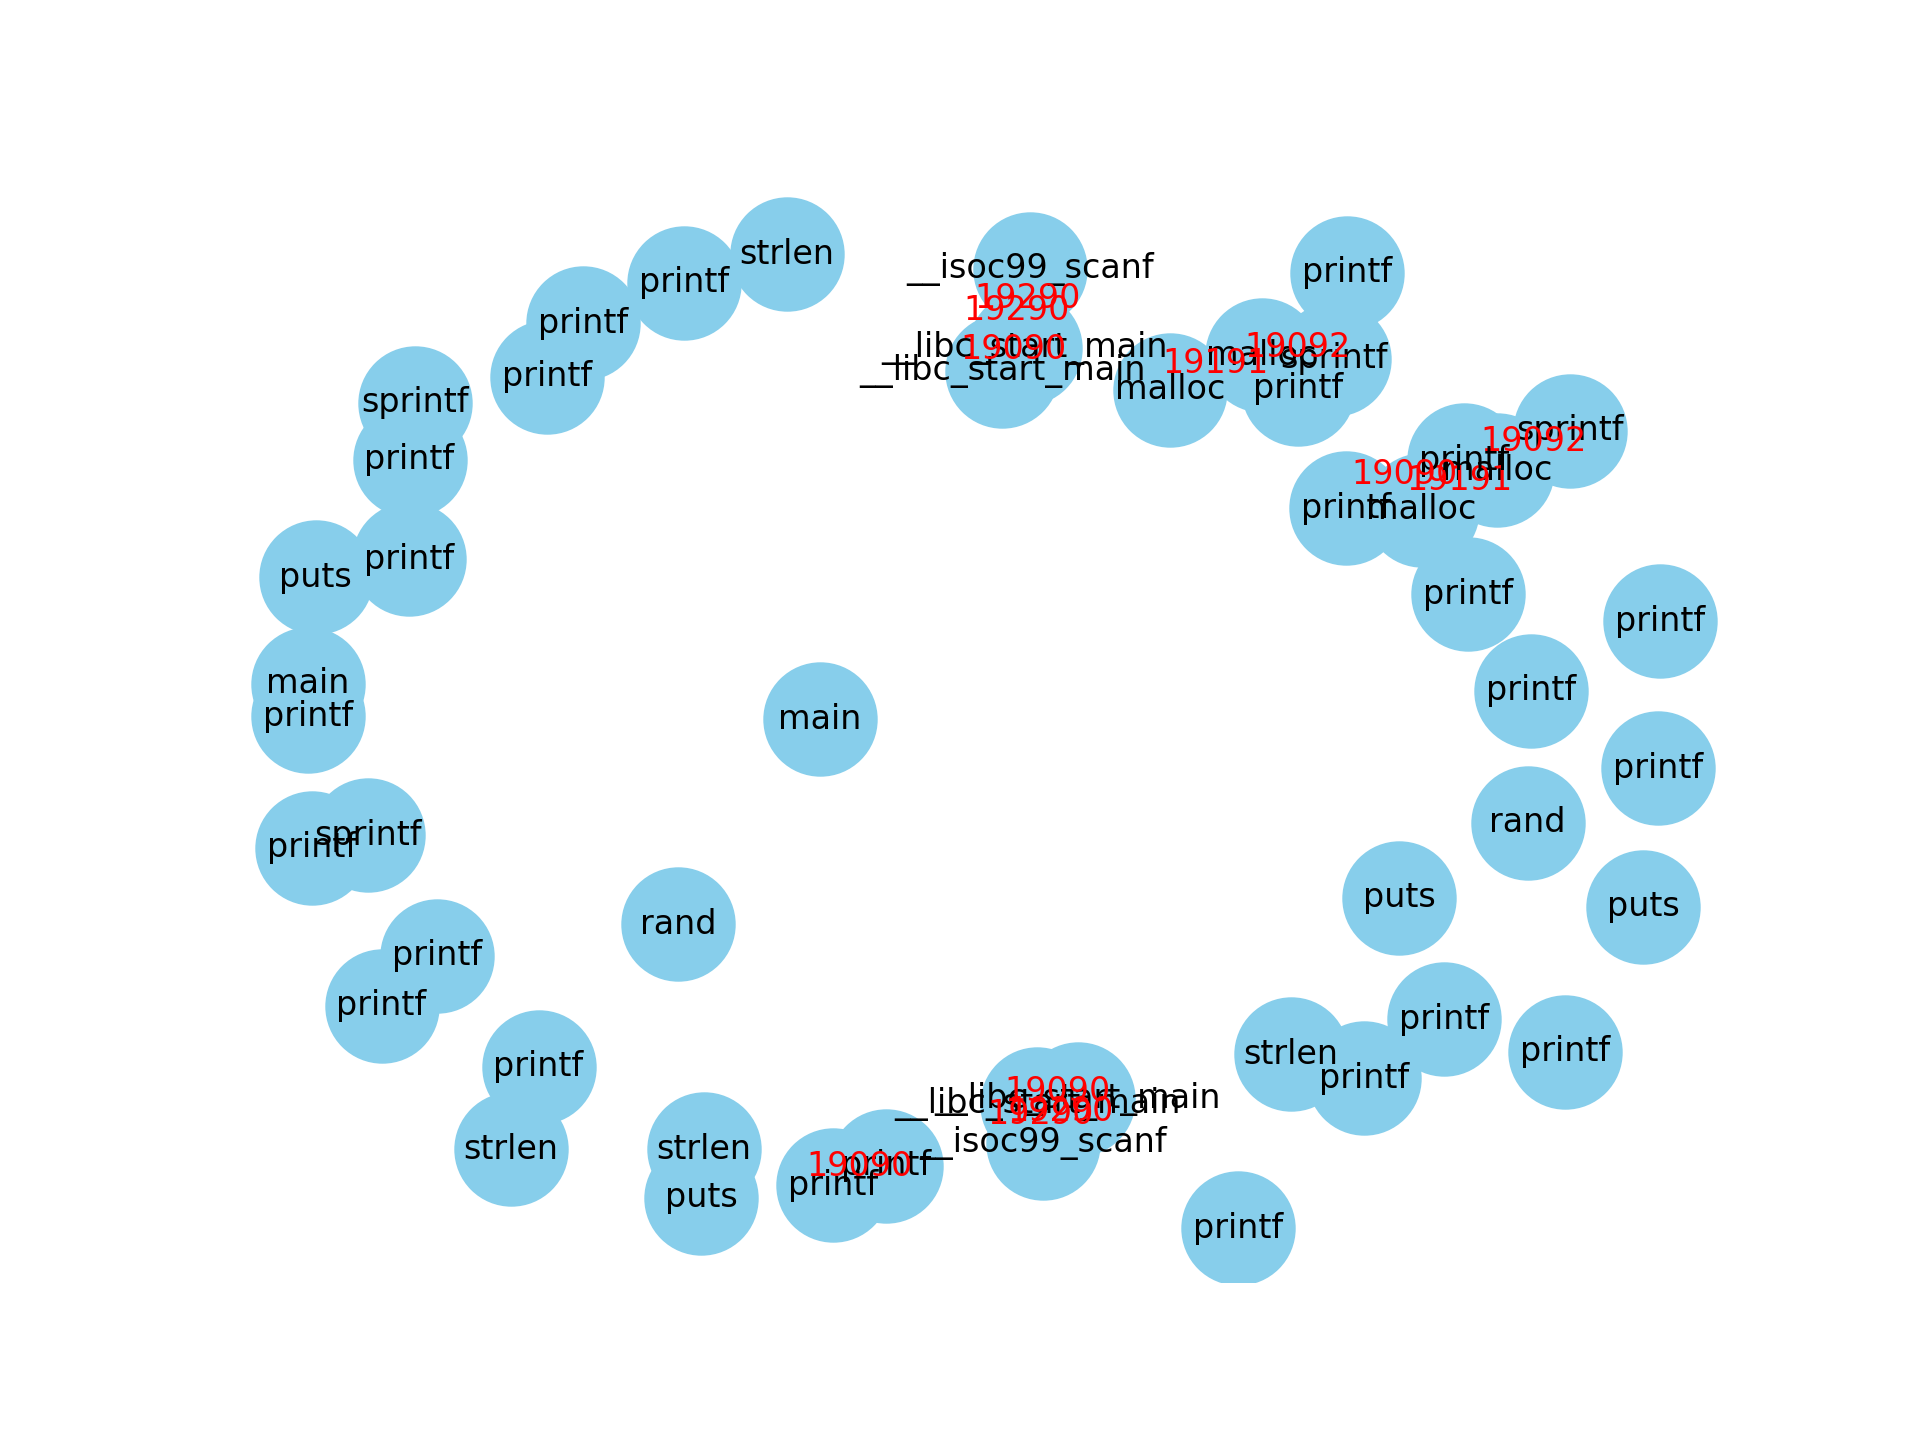 strlen
__isoc99_scanf
printf
printf
19290
19290
printf
__libc_start_main
19090
__libc_start_main
19092
malloc
sprintf
19191
malloc
printf
printf
sprintf
printf
sprintf
19092
printf
printf
malloc
19090
19191
printf
malloc
printf
puts
printf
printf
main
printf
main
printf
printf
rand
sprintf
printf
puts
puts
rand
printf
printf
printf
strlen
printf
printf
printf
19090
__libc_start_main
__libc_start_main
19290
19290
__isoc99_scanf
strlen
strlen
19090
printf
printf
puts
printf